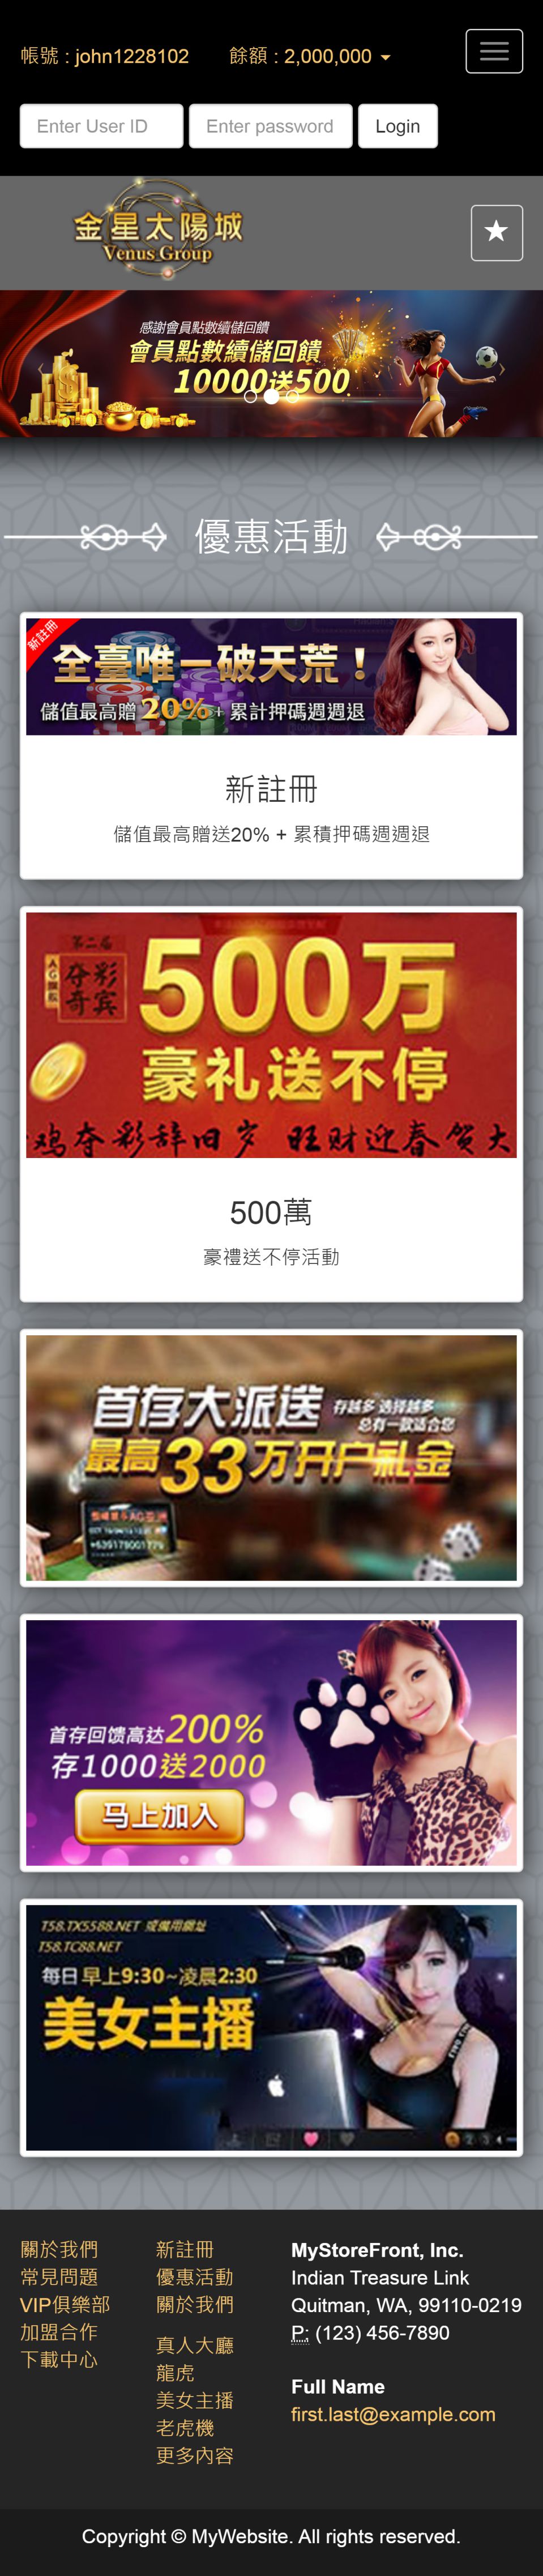 帳號 : john1228102 餘額 : 2,000,000
Enter User ID Enter password Login
金星太陽城
Venus Group
感謝會員點數續儲回饋
會員點數續儲回饋
10000送500
優惠活動
新註冊
全臺唯一破天荒！
儲值最高贈20%+ 累計押碼週週退
新註冊
儲值最高贈送20% + 累積押碼週週退
第二届
夺彩
奇宾
500万
豪礼送不停
鸡夺彩辞旧岁 旺财迎春贺大
500萬
豪禮送不停活動
首存大派送 存越多 选择越多
总有一款适合您
最高33万开户礼金
首存回馈高达200%
存1000送2000
马上加入
T58.TX5588.NET 或備用網址
T58.TC88.NET
每日早上9:30~凌晨2:30
美女主播
關於我們
常見問題
VIP俱樂部
加盟合作
下載中心
新註冊
優惠活動
關於我們
真人大廳
龍虎
美女主播
老虎機
更多內容
MyStoreFront, Inc.
Indian Treasure Link
Quitman, WA, 99110-0219
P: (123) 456-7890
Full Name
first.last@example.com
Copyright © MyWebsite. All rights reserved.